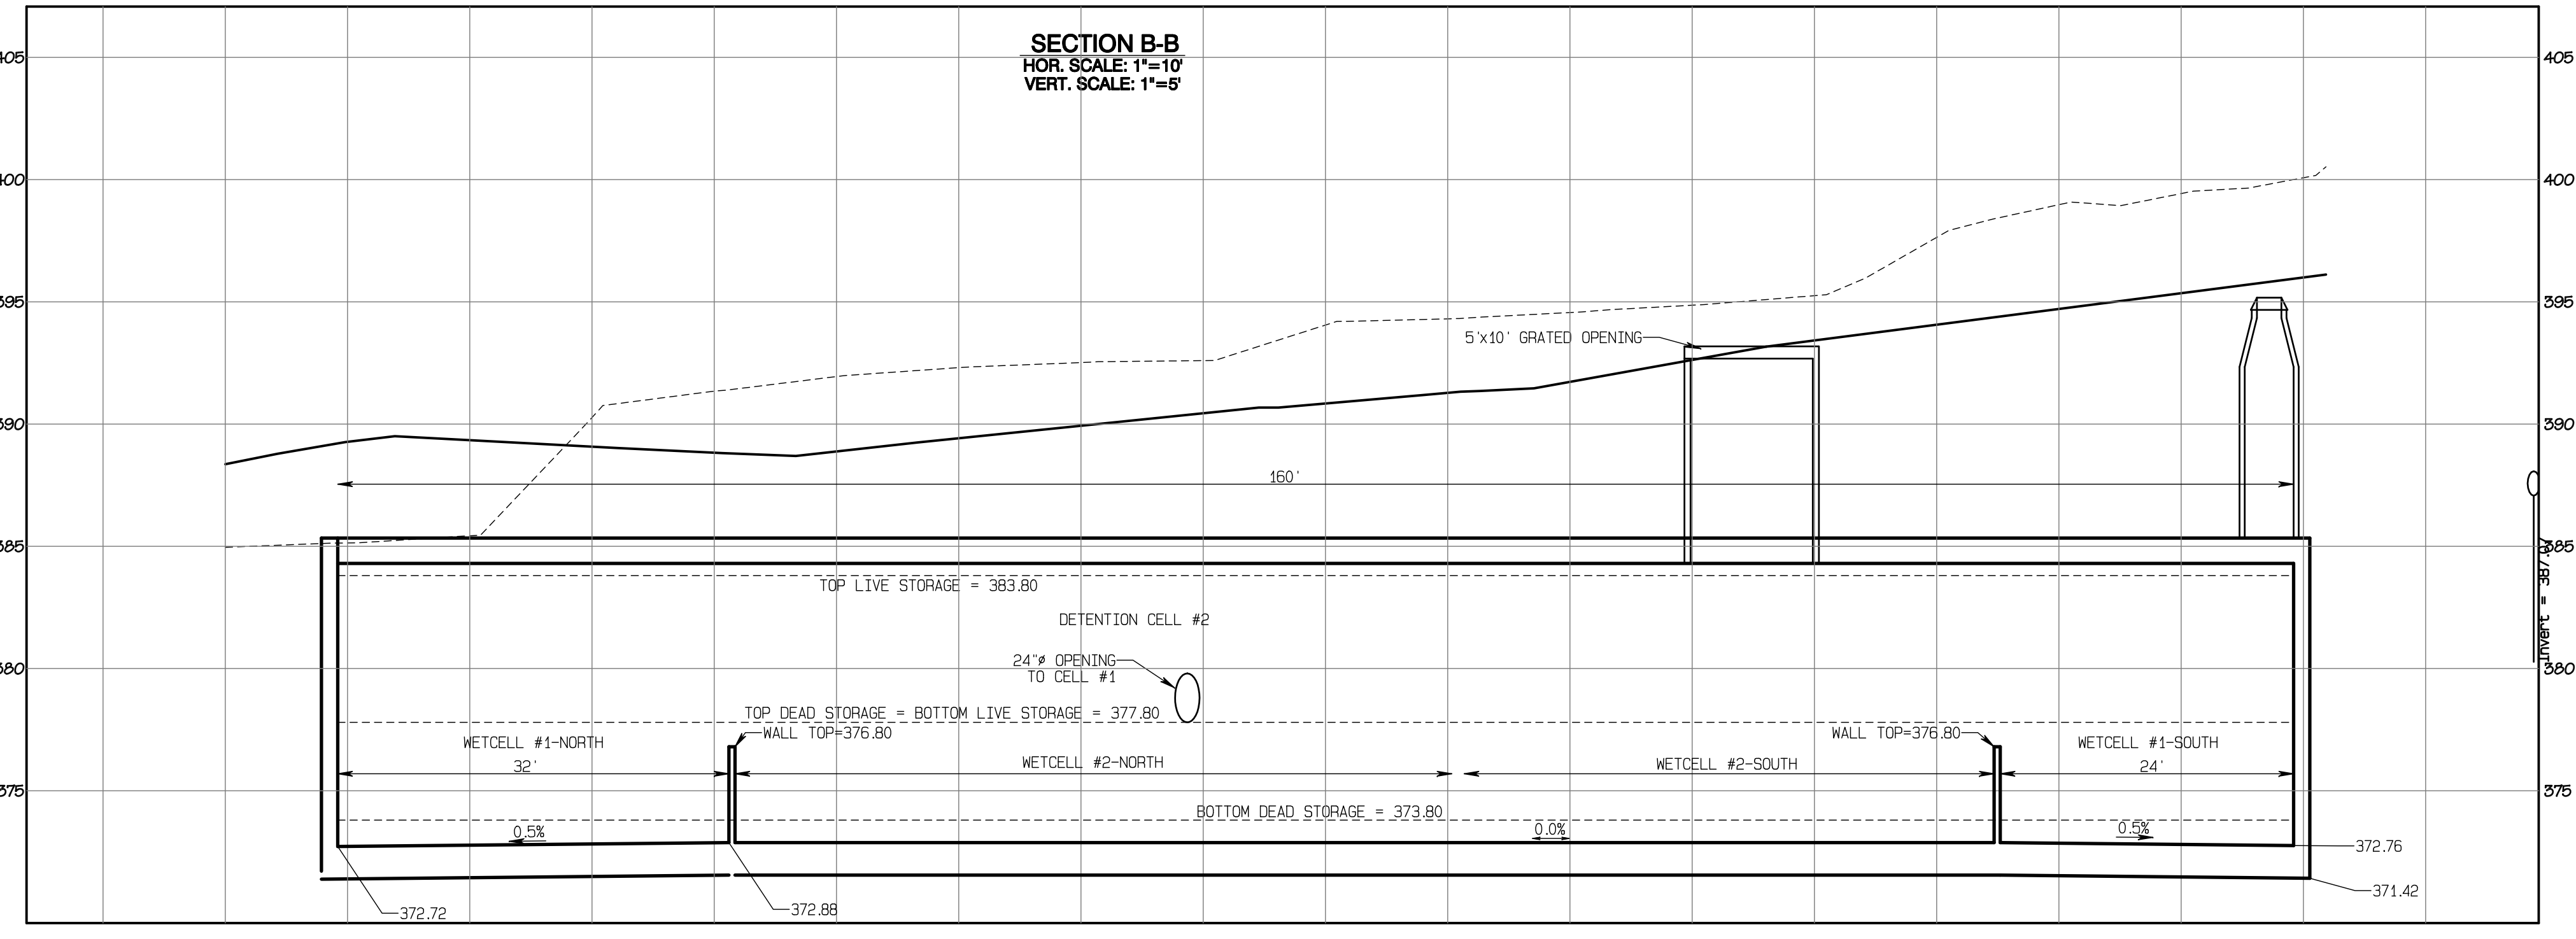 SECTION B-B
HOR. SCALE: 1"=10'
VERT. SCALE: 1"=5'
405
405
400
400
395
395
5'x10' GRATED OPENING
390
390
160'
385
385
Invert = 387.07
TOP LIVE STORAGE = 383.80
DETENTION CELL #2
24"ø OPENING
TO CELL #1
380
380
TOP DEAD STORAGE = BOTTOM LIVE STORAGE = 377.80
WALL TOP=376.80
WALL TOP=376.80
WETCELL #1-NORTH
WETCELL #1-SOUTH
32'
WETCELL #2-NORTH
WETCELL #2-SOUTH
24'
375
375
BOTTOM DEAD STORAGE = 373.80
0.5%
0.0%
0.5%
372.76
371.42
372.72
372.88